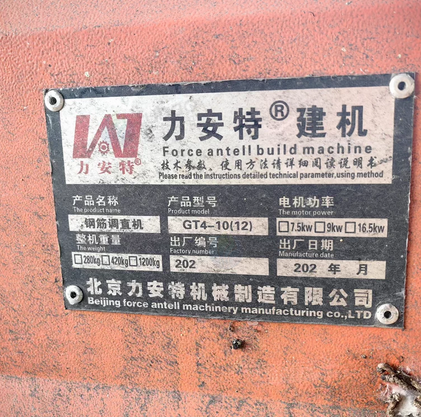 力安特®建机
Force antell build machine
力安特®
技术参数、使用方法请详细阅读说明书
Please read the instructions detailed technical parameter,using method
产品名称 产品型号 电机功率
The product name Product model The motor power
钢筋调直机 GT4-10(12) □7.5kw □9kw □16.5kw
整机重量 出厂编号 出厂日期
The weight Factory number Manufacture date
□280kg □420kg □1200kg 202 202 年 月
北京力安特机械制造有限公司
Beijing force antell machinery manufacturing co.,LTD